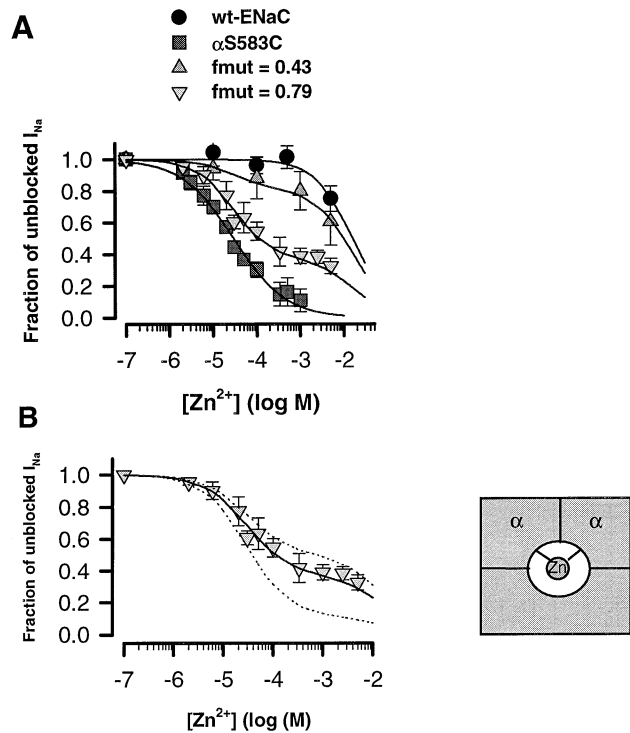 A
wt-ENaC
αS583C
fmut = 0.43
fmut = 0.79
Fraction of unblocked I_Na
1.0
0.8
0.6
0.4
0.2
0.0
-7 -6 -5 -4 -3 -2
[Zn²⁺] (log M)
B
Fraction of unblocked I_Na
1.0
0.8
0.6
0.4
0.2
0.0
-7 -6 -5 -4 -3 -2
[Zn²⁺] (log (M)
α α
Zn